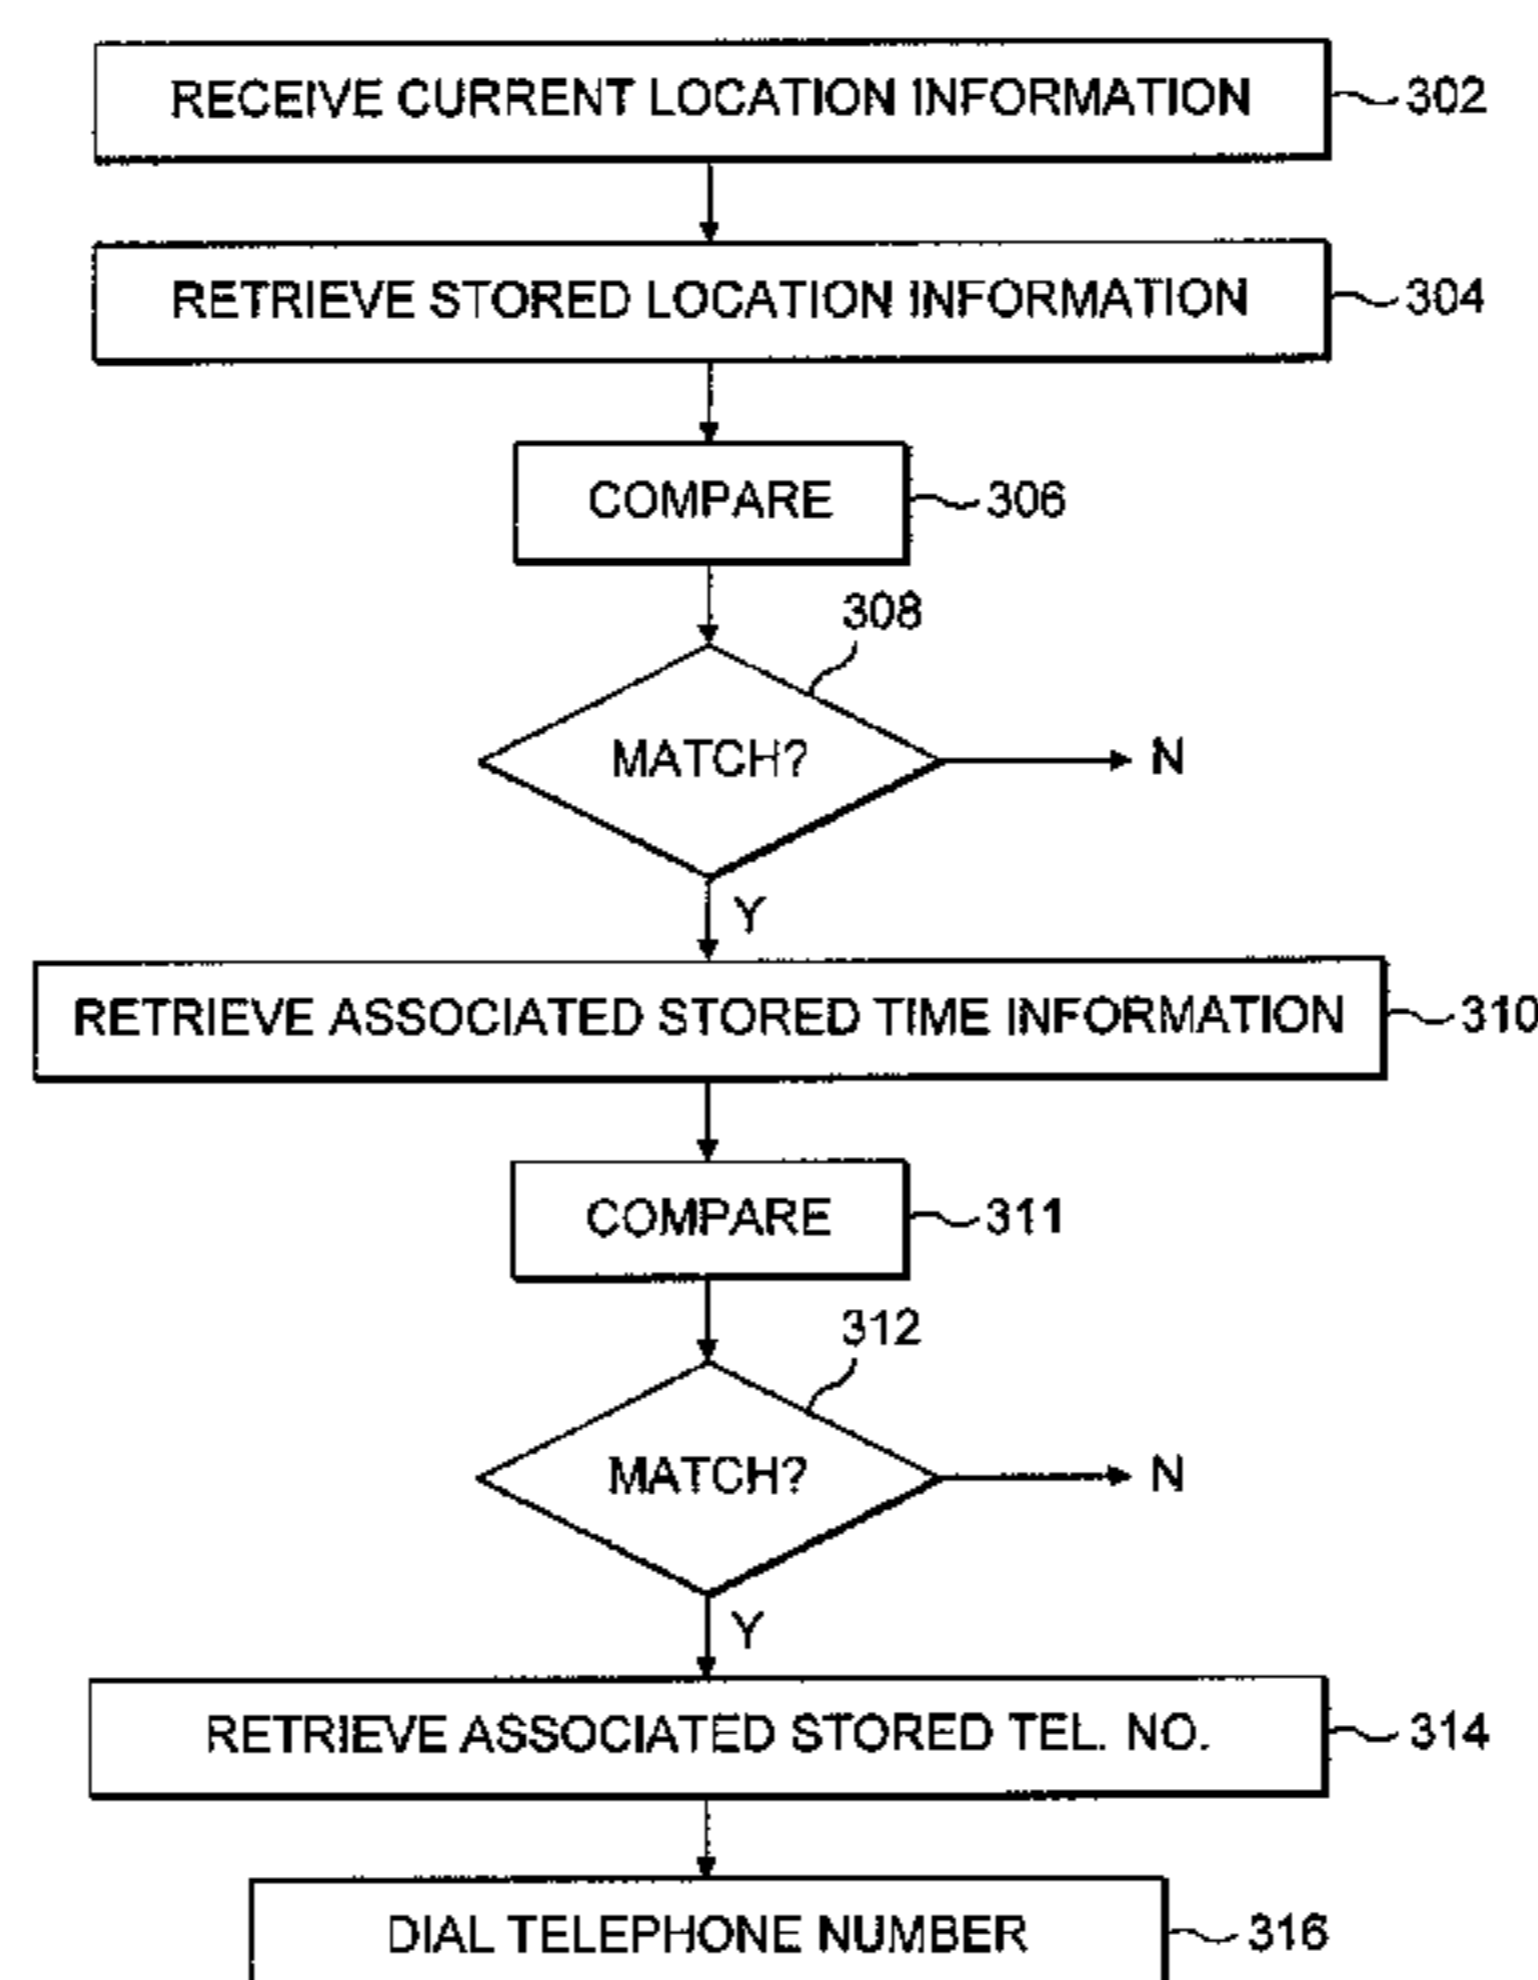 RECEIVE CURRENT LOCATION INFORMATION 302
RETRIEVE STORED LOCATION INFORMATION 304
COMPARE 306
308
MATCH? N
Y
RETRIEVE ASSOCIATED STORED TIME INFORMATION 310
COMPARE 311
312
MATCH? N
Y
RETRIEVE ASSOCIATED STORED TEL. NO. 314
DIAL TELEPHONE NUMBER 316